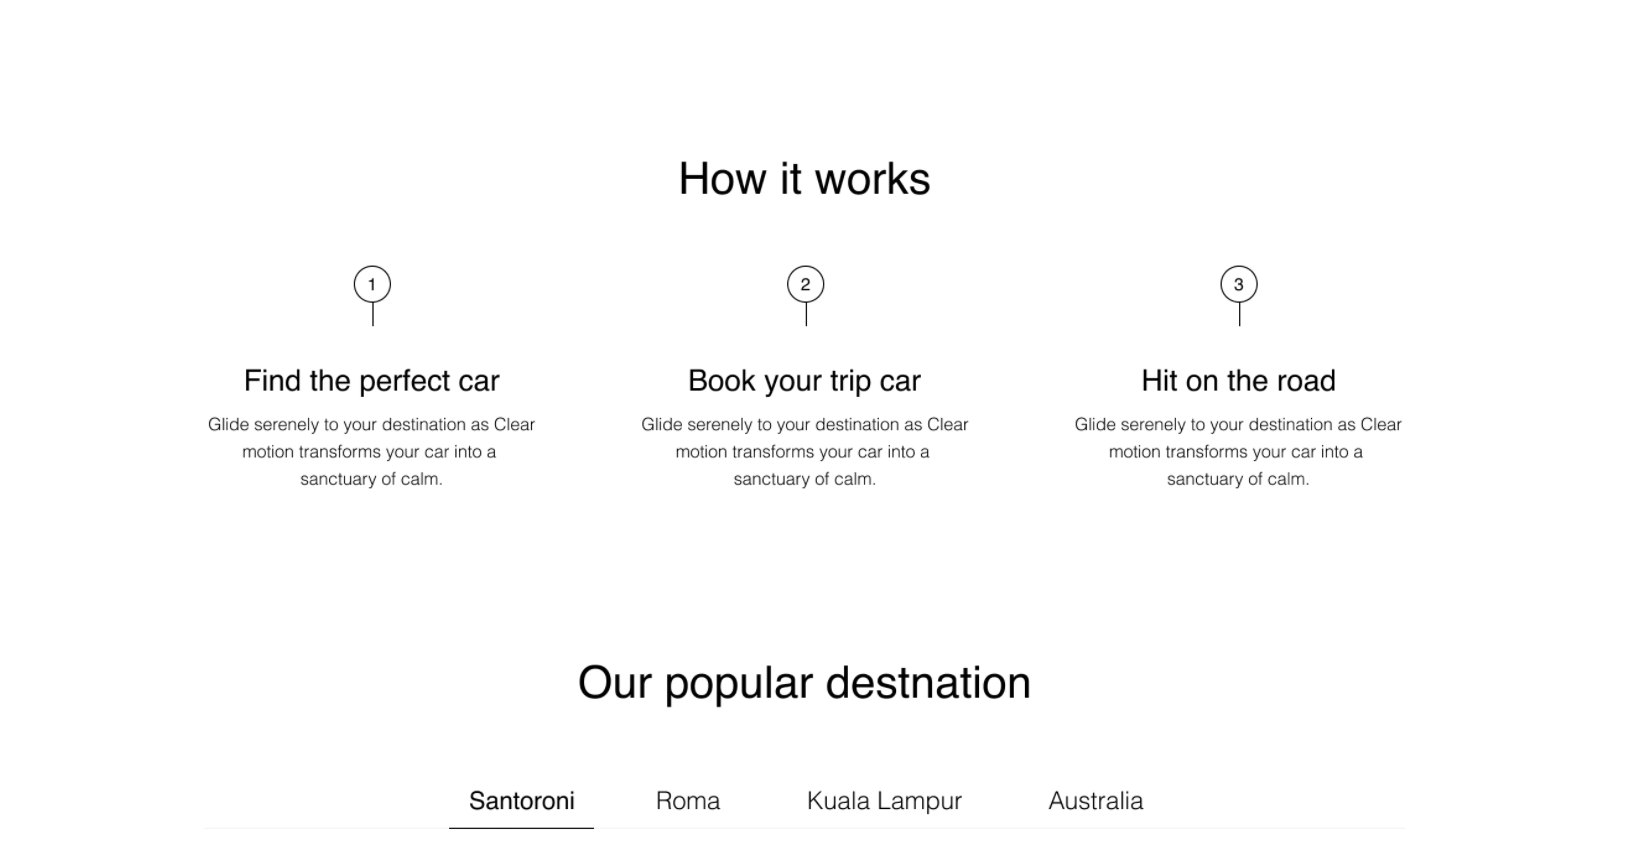 How it works
1
2
3
Find the perfect car
Glide serenely to your destination as Clear
motion transforms your car into a
sanctuary of calm.
Book your trip car
Glide serenely to your destination as Clear
motion transforms your car into a
sanctuary of calm.
Hit on the road
Glide serenely to your destination as Clear
motion transforms your car into a
sanctuary of calm.
Our popular destnation
Santoroni
Roma
Kuala Lampur
Australia